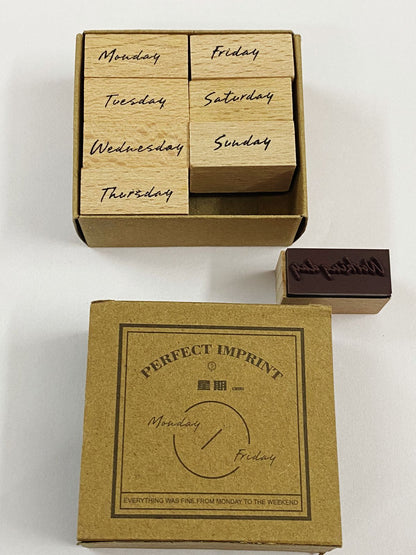 Monday
Friday
Tuesday
Saturday
Wednesday
Sunday
Thursday
Wednesday
PERFECT IMPRINT
星期
Monday
Friday
EVERYTHING WAS FINE FROM MONDAY TO THE WEEKEND